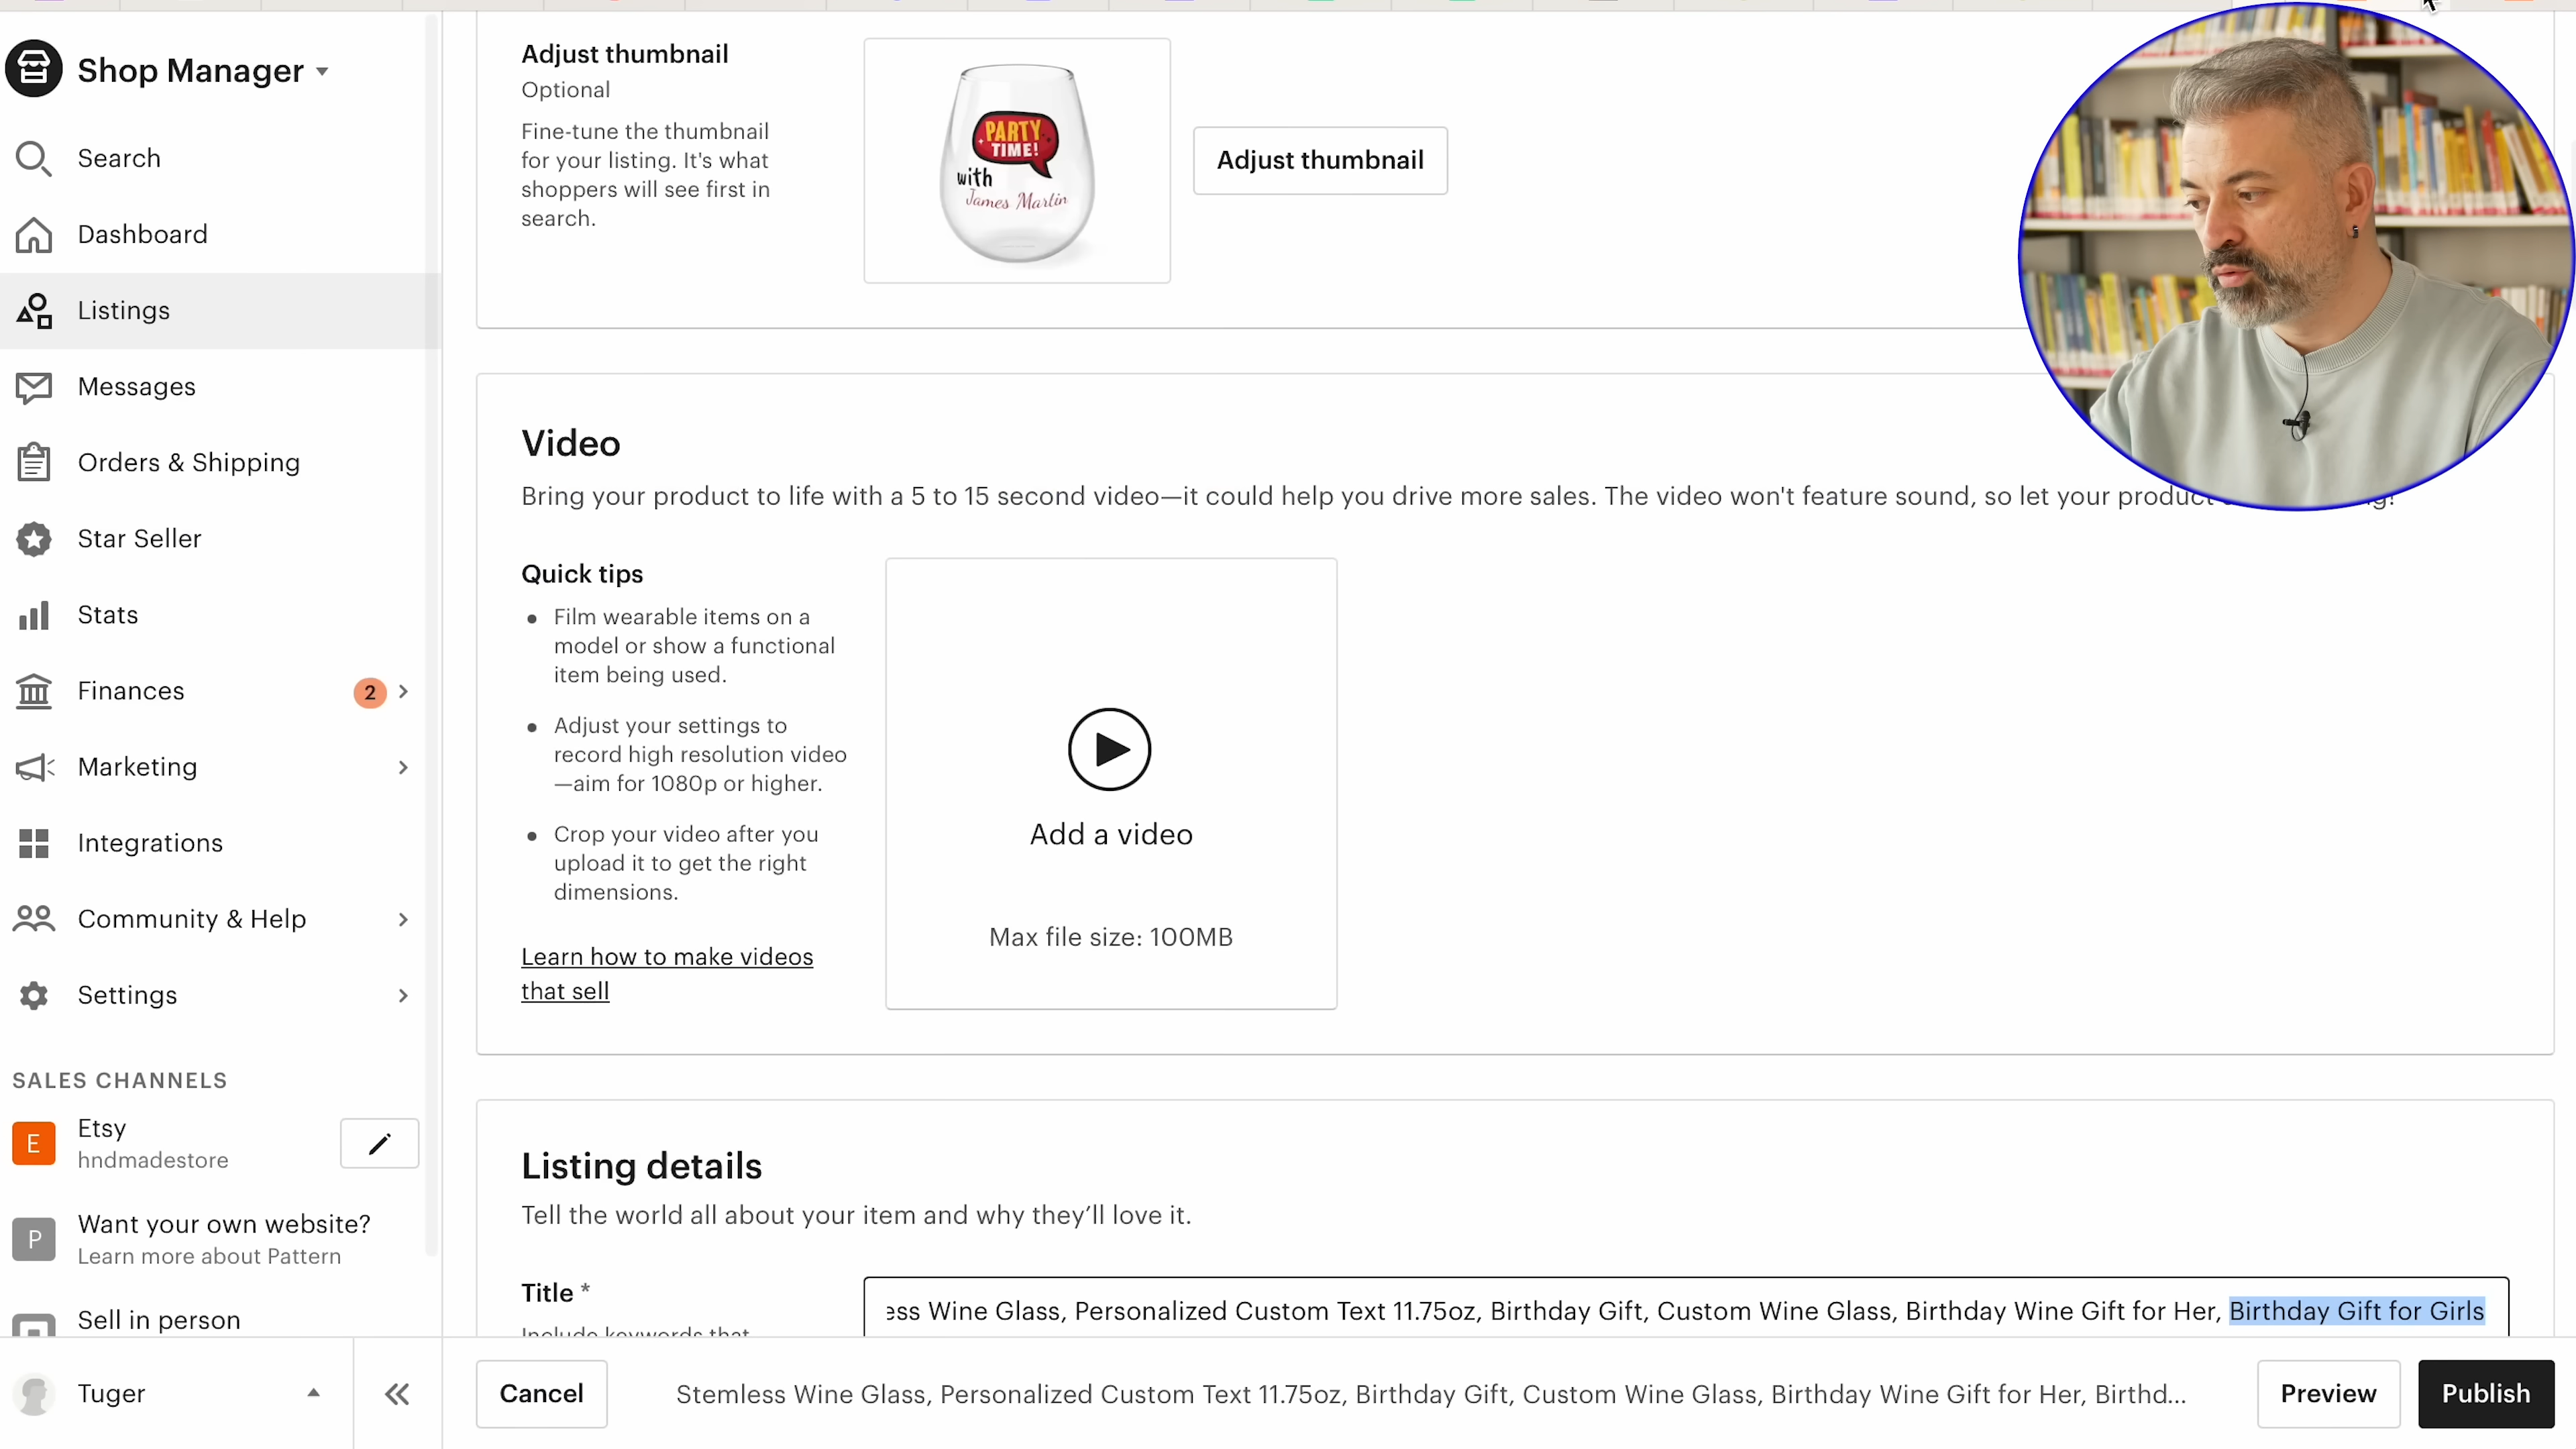 Shop Manager
Search
Dashboard
Listings
Messages
Orders & Shipping
Star Seller
Stats
Finances 2
Marketing
Integrations
Community & Help
Settings
SALES CHANNELS
E Etsy
hndmadestore
P Want your own website?
Learn more about Pattern
Sell in person
Tuger
Adjust thumbnail
Optional
Fine-tune the thumbnail
for your listing. It's what
shoppers will see first in
search.
PARTY
TIME!
with
James Martin
Adjust thumbnail
Video
Bring your product to life with a 5 to 15 second video—it could help you drive more sales. The video won't feature sound, so let your product
Quick tips
Film wearable items on a
model or show a functional
item being used.
Adjust your settings to
record high resolution video
—aim for 1080p or higher.
Crop your video after you
upload it to get the right
dimensions.
Learn how to make videos
that sell
Add a video
Max file size: 100MB
Listing details
Tell the world all about your item and why they’ll love it.
Title *
Include keywords that
ess Wine Glass, Personalized Custom Text 11.75oz, Birthday Gift, Custom Wine Glass, Birthday Wine Gift for Her, Birthday Gift for Girls
Cancel
Stemless Wine Glass, Personalized Custom Text 11.75oz, Birthday Gift, Custom Wine Glass, Birthday Wine Gift for Her, Birthd...
Preview
Publish